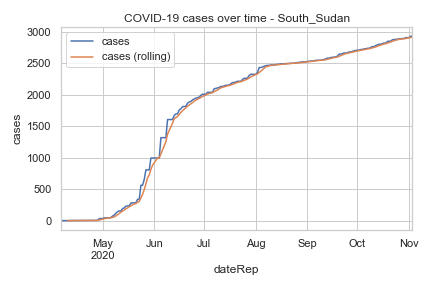 COVID-19 cases over time - South_Sudan
cases
cases (rolling)
3000
2500
2000
1500
1000
500
0
cases
May Jun Jul Aug Sep Oct Nov
2020
dateRep